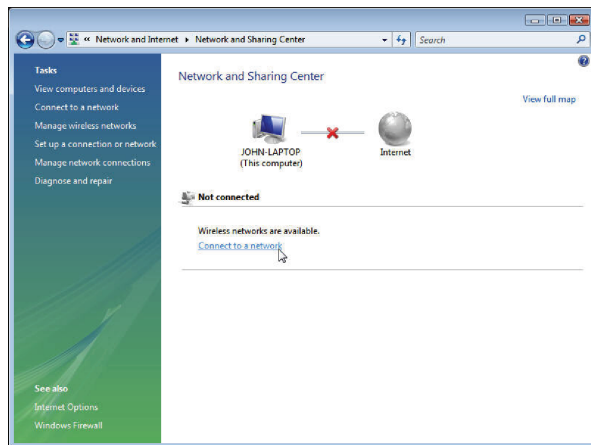 « Network and Internet ▸ Network and Sharing Center
Search
Tasks
View computers and devices
Connect to a network
Manage wireless networks
Set up a connection or network
Manage network connections
Diagnose and repair
See also
Internet Options
Windows Firewall
Network and Sharing Center
View full map
JOHN-LAPTOP
(This computer)
Internet
Not connected
Wireless networks are available.
Connect to a network